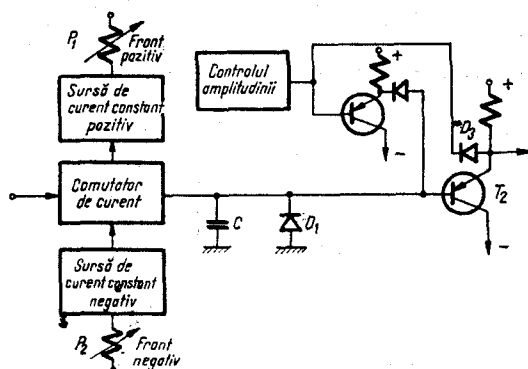 P1
Front
pozitiv
Sursă de
curent constant
pozitiv
Controlul
amplitudinii
+
+
D3
Comutator
de curent
C
D1
T2
-
-
Sursă de
curent constant
negativ
P2
Front
negativ